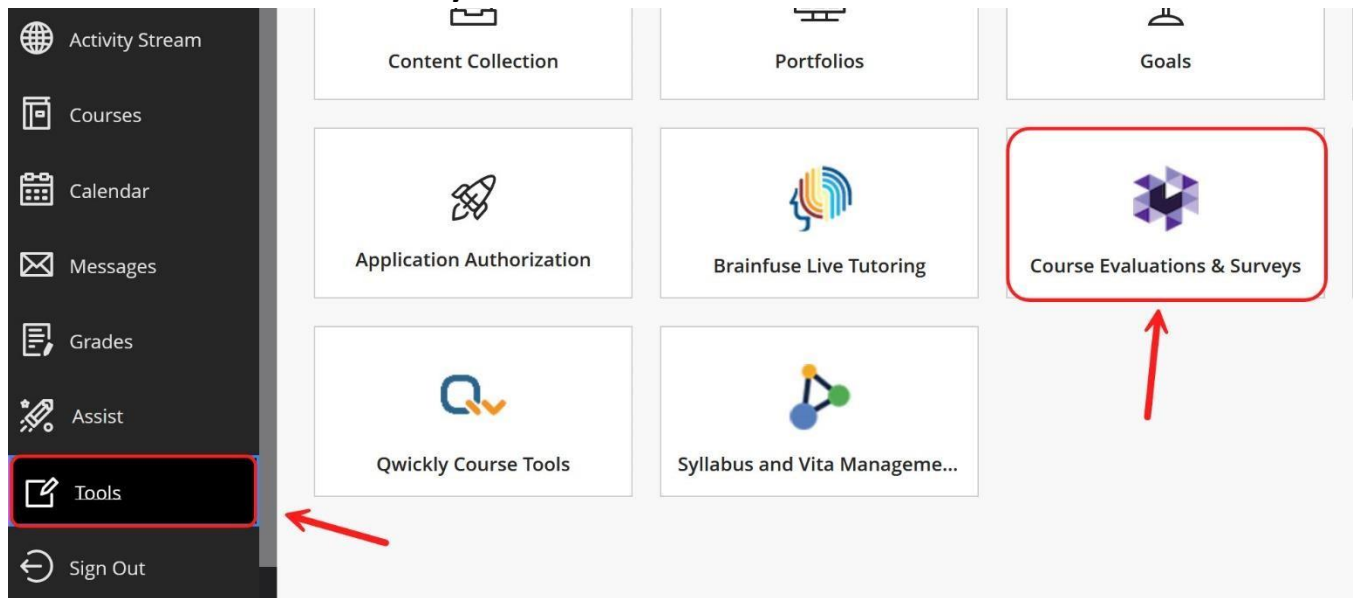 Activity Stream
Courses
Calendar
Messages
Grades
Assist
Tools
Sign Out
Content Collection
Portfolios
Goals
Application Authorization
Brainfuse Live Tutoring
Course Evaluations & Surveys
Qwickly Course Tools
Syllabus and Vita Manageme...